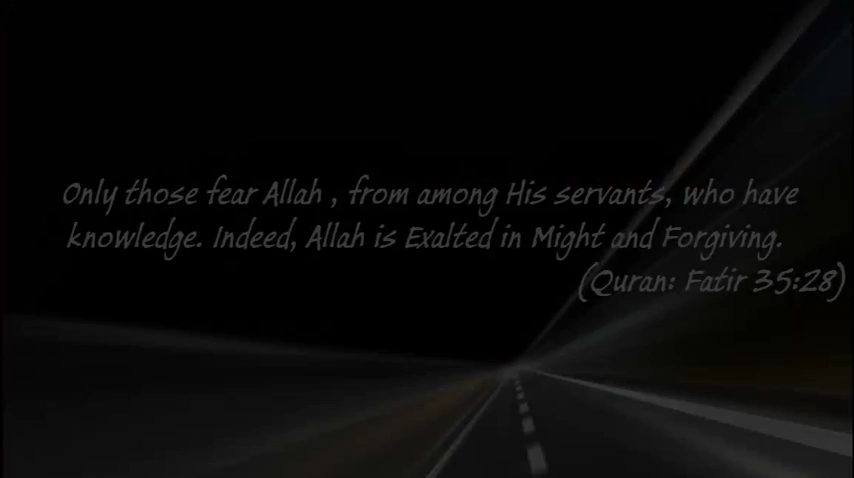 Only those fear Allah , from among His servants, who have
knowledge. Indeed, Allah is Exalted in Might and Forgiving.
(Quran: Fatir 35:28)